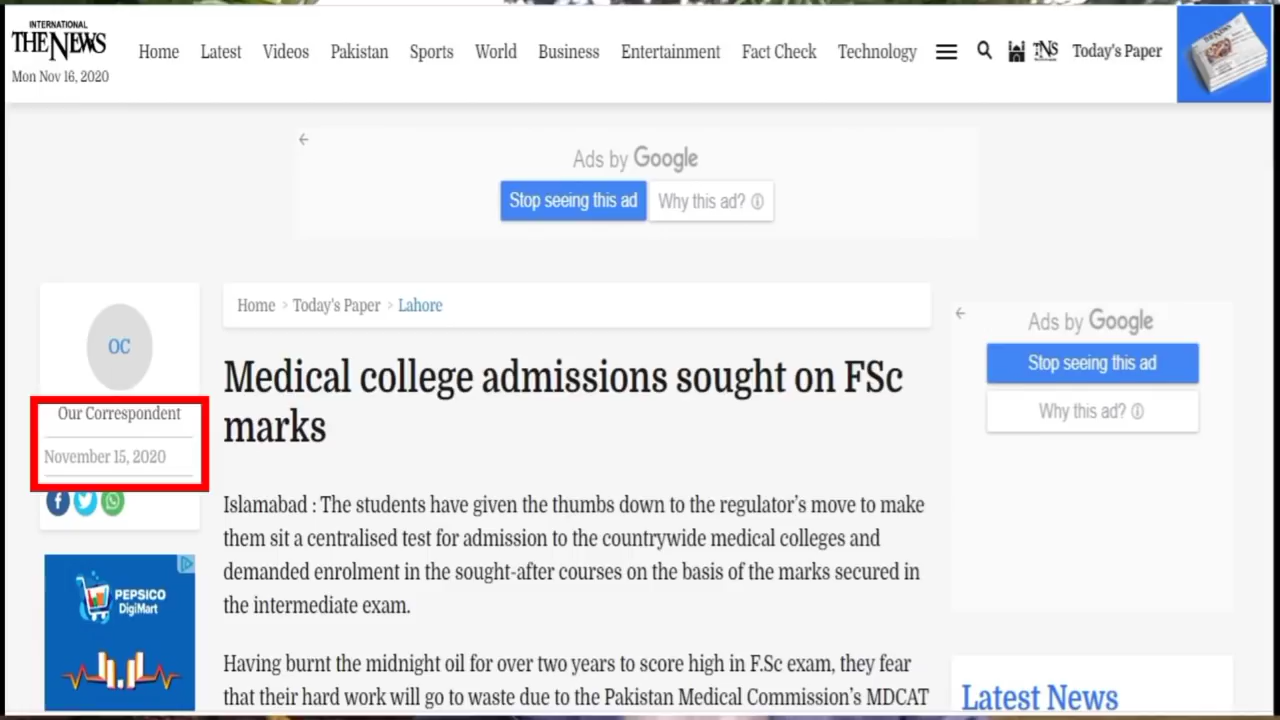 INTERNATIONAL
THE NEWS
Mon Nov 16, 2020
Home Latest Videos Pakistan Sports World Business Entertainment Fact Check Technology TNS Today's Paper
Ads by Google
Stop seeing this ad Why this ad?
OC
Our Correspondent
November 15, 2020
PEPSICO
DigiMart
Home > Today's Paper > Lahore
Medical college admissions sought on FSc
marks
Islamabad : The students have given the thumbs down to the regulator's move to make
them sit a centralised test for admission to the countrywide medical colleges and
demanded enrolment in the sought-after courses on the basis of the marks secured in
the intermediate exam.
Having burnt the midnight oil for over two years to score high in F.Sc exam, they fear
that their hard work will go to waste due to the Pakistan Medical Commission's MDCAT
Ads by Google
Stop seeing this ad
Why this ad?
Latest News